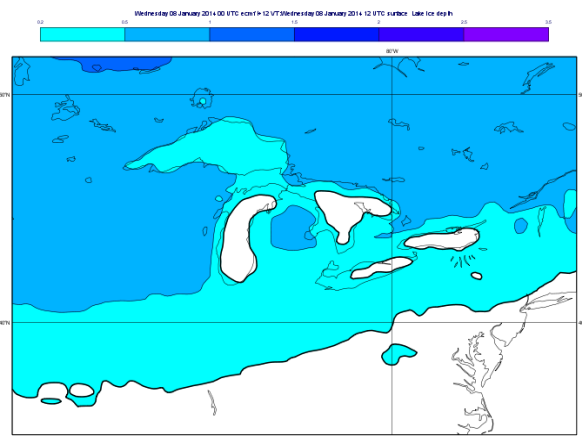 Wednesday 08 January 2014 00 UTC ecmf t+12 VT:Wednesday 08 January 2014 12 UTC surface Lake ice depth
0.2 0.5 1 1.5 2 2.5 3.5
80°W
50°N
40°N